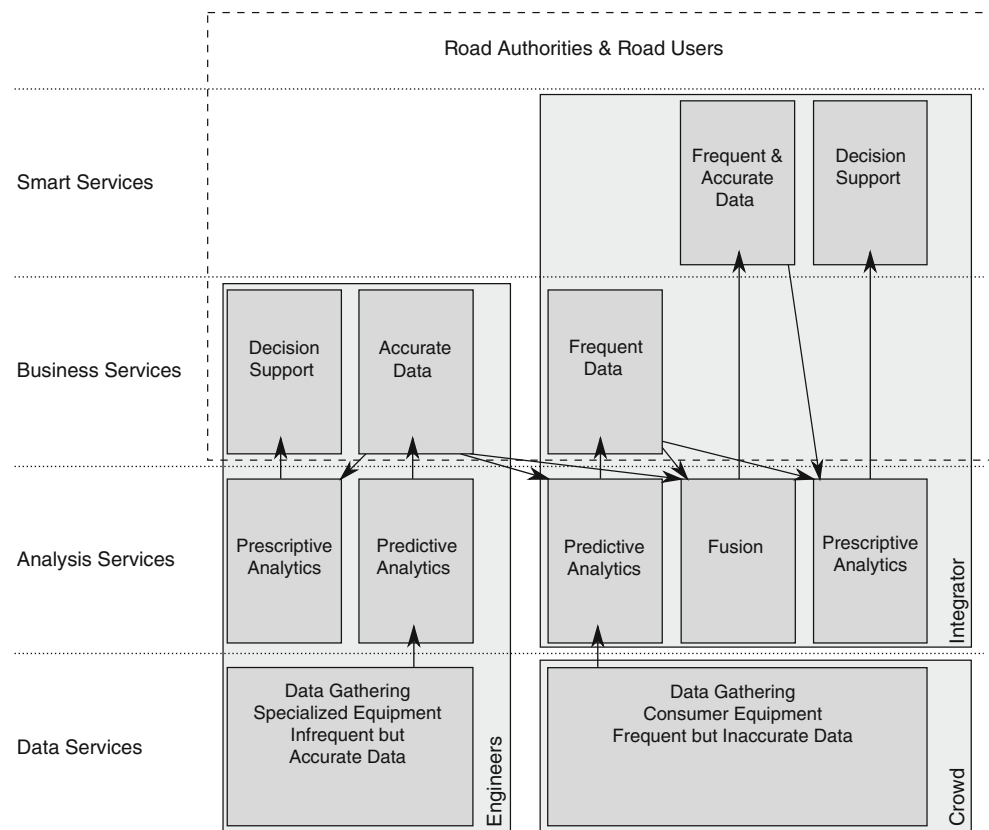 Road Authorities & Road Users
Smart Services
Frequent &
Accurate
Data
Decision
Support
Business Services
Decision
Support
Accurate
Data
Frequent
Data
Analysis Services
Prescriptive
Analytics
Predictive
Analytics
Predictive
Analytics
Fusion
Prescriptive
Analytics
Integrator
Data Services
Data Gathering
Specialized Equipment
Infrequent but
Accurate Data
Engineers
Data Gathering
Consumer Equipment
Frequent but Inaccurate Data
Crowd